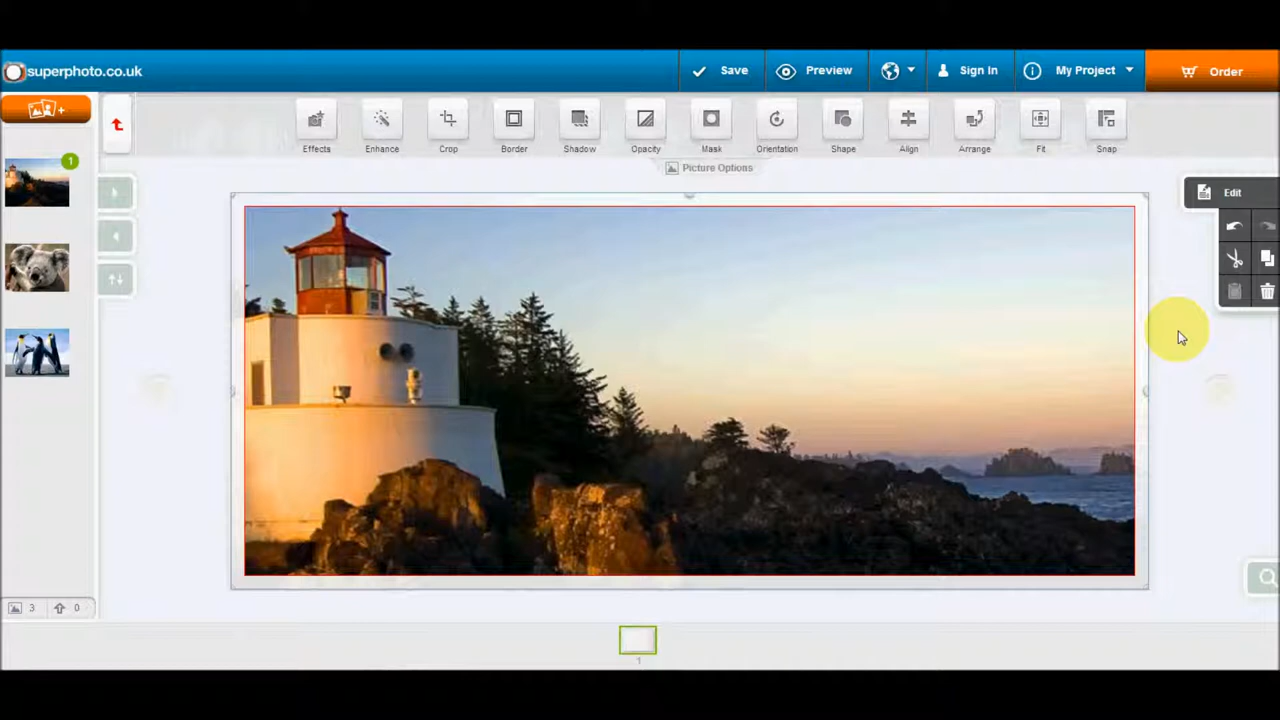 superphoto.co.uk
Save
Preview
Sign In
My Project
Order
1
Effects
Enhance
Crop
Border
Shadow
Opacity
Mask
Orientation
Shape
Align
Arrange
Fit
Snap
Picture Options
Edit
3
0
1